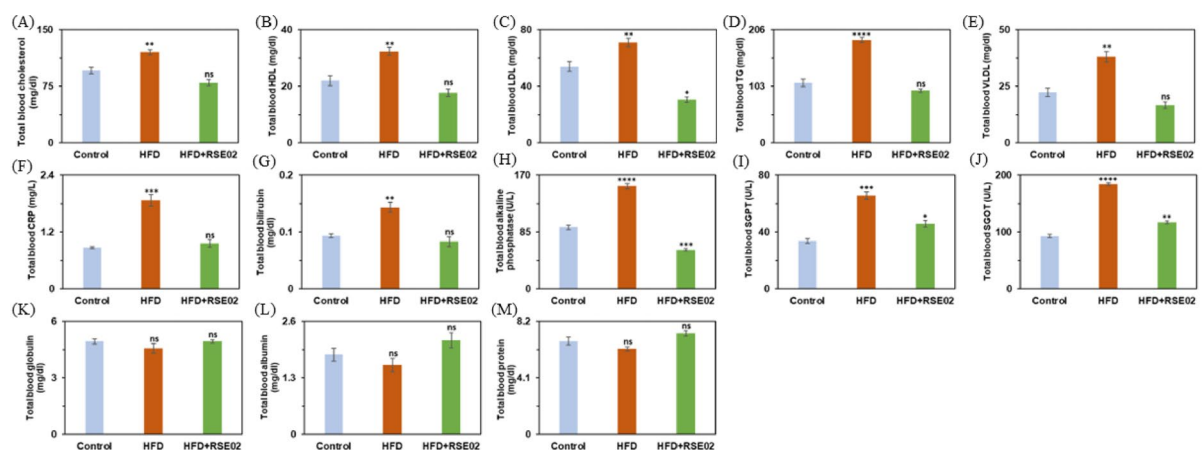 (A)
Total blood cholesterol
(mg/dl)
150
75
0
**
ns
Control HFD HFD+RSE02
(B)
Total blood HDL (mg/dl)
40
20
0
**
ns
Control HFD HFD+RSE02
(C)
Total blood LDL (mg/dl)
80
40
0
**
*
Control HFD HFD+RSE02
(D)
Total blood TG (mg/dl)
206
103
0
****
ns
Control HFD HFD+RSE02
(E)
Total blood VLDL (mg/dl)
50
25
0
**
ns
Control HFD HFD+RSE02
(F)
Total blood CRP (mg/L)
2.4
1.2
0
***
ns
Control HFD HFD+RSE02
(G)
Total blood bilirubin
(mg/dl)
0.2
0.1
0
**
ns
Control HFD HFD+RSE02
(H)
Total blood alkaline
phosphatase (U/L)
170
85
0
****
***
Control HFD HFD+RSE02
(I)
Total blood SGPT (U/L)
80
40
0
***
*
Control HFD HFD+RSE02
(J)
Total blood SGOT (U/L)
200
100
0
****
**
Control HFD HFD+RSE02
(K)
Total blood globulin
(mg/dl)
6
3
0
ns
ns
Control HFD HFD+RSE02
(L)
Total blood albumin
(mg/dl)
2.6
1.3
0
ns
ns
Control HFD HFD+RSE02
(M)
Total blood protein
(mg/dl)
8.2
4.1
0
ns
ns
Control HFD HFD+RSE02